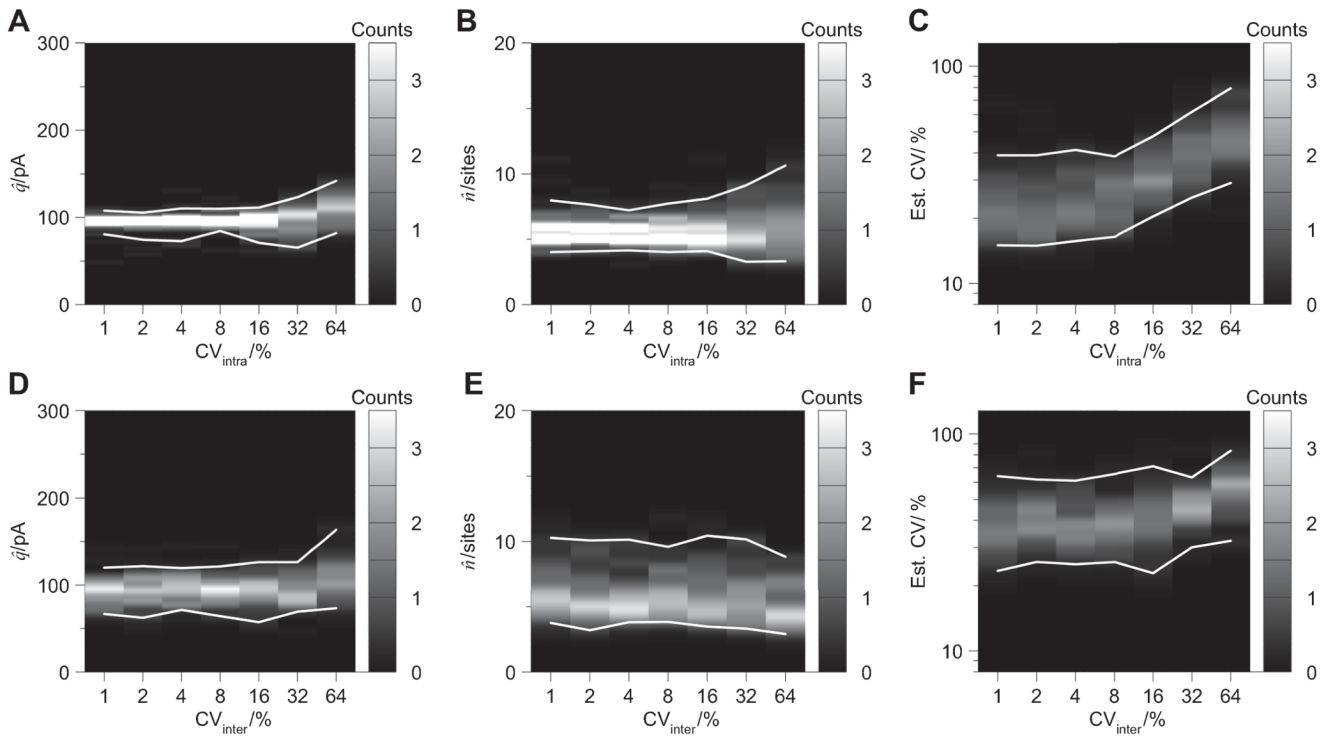 A
Counts
300
200
100
0
q̂/pA
3
2
1
0
1 2 4 8 16 32 64
CVintra/%
B
Counts
20
10
0
n̂/sites
3
2
1
0
1 2 4 8 16 32 64
CVintra/%
C
Counts
100
10
Est. CV/ %
3
2
1
0
1 2 4 8 16 32 64
CVintra/%
D
Counts
300
200
100
0
q̂/pA
3
2
1
0
1 2 4 8 16 32 64
CVinter/%
E
Counts
20
10
0
n̂/sites
3
2
1
0
1 2 4 8 16 32 64
CVinter/%
F
Counts
100
10
Est. CV/ %
3
2
1
0
1 2 4 8 16 32 64
CVinter/%